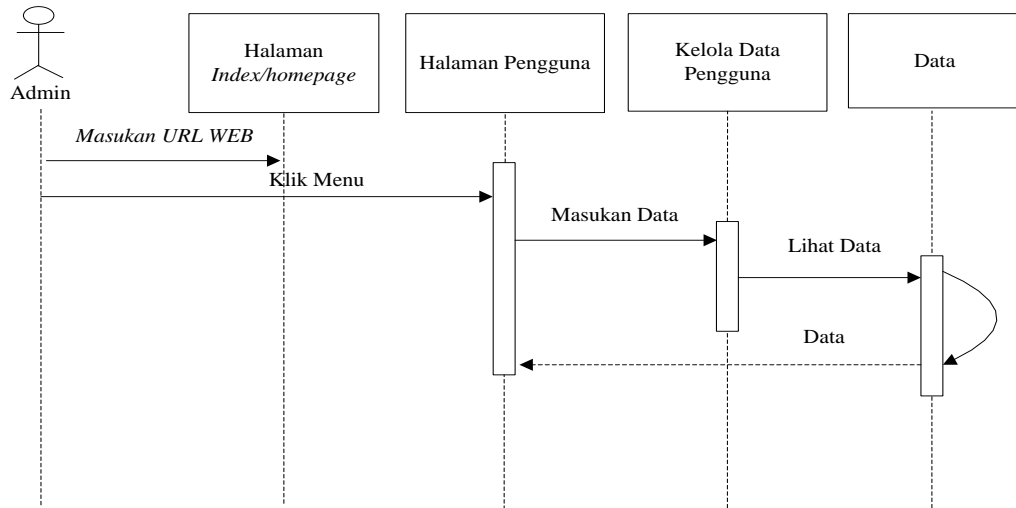 Halaman
Index/homepage
Halaman Pengguna
Kelola Data
Pengguna
Data
Admin
Masukan URL WEB
Klik Menu
Masukan Data
Lihat Data
Data